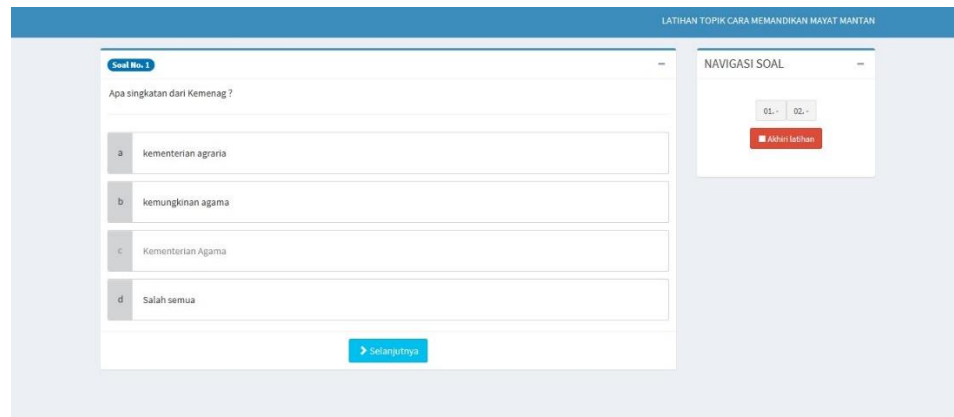 LATIHAN TOPIK CARA MEMANDIKAN MAYAT MANTAN
Soal No. 1
Apa singkatan dari Kemenag ?
a kementerian agraria
b kemungkinan agama
c Kementerian Agama
d Salah semua
Selanjutnya
NAVIGASI SOAL
01. - 02. -
Akhiri latihan